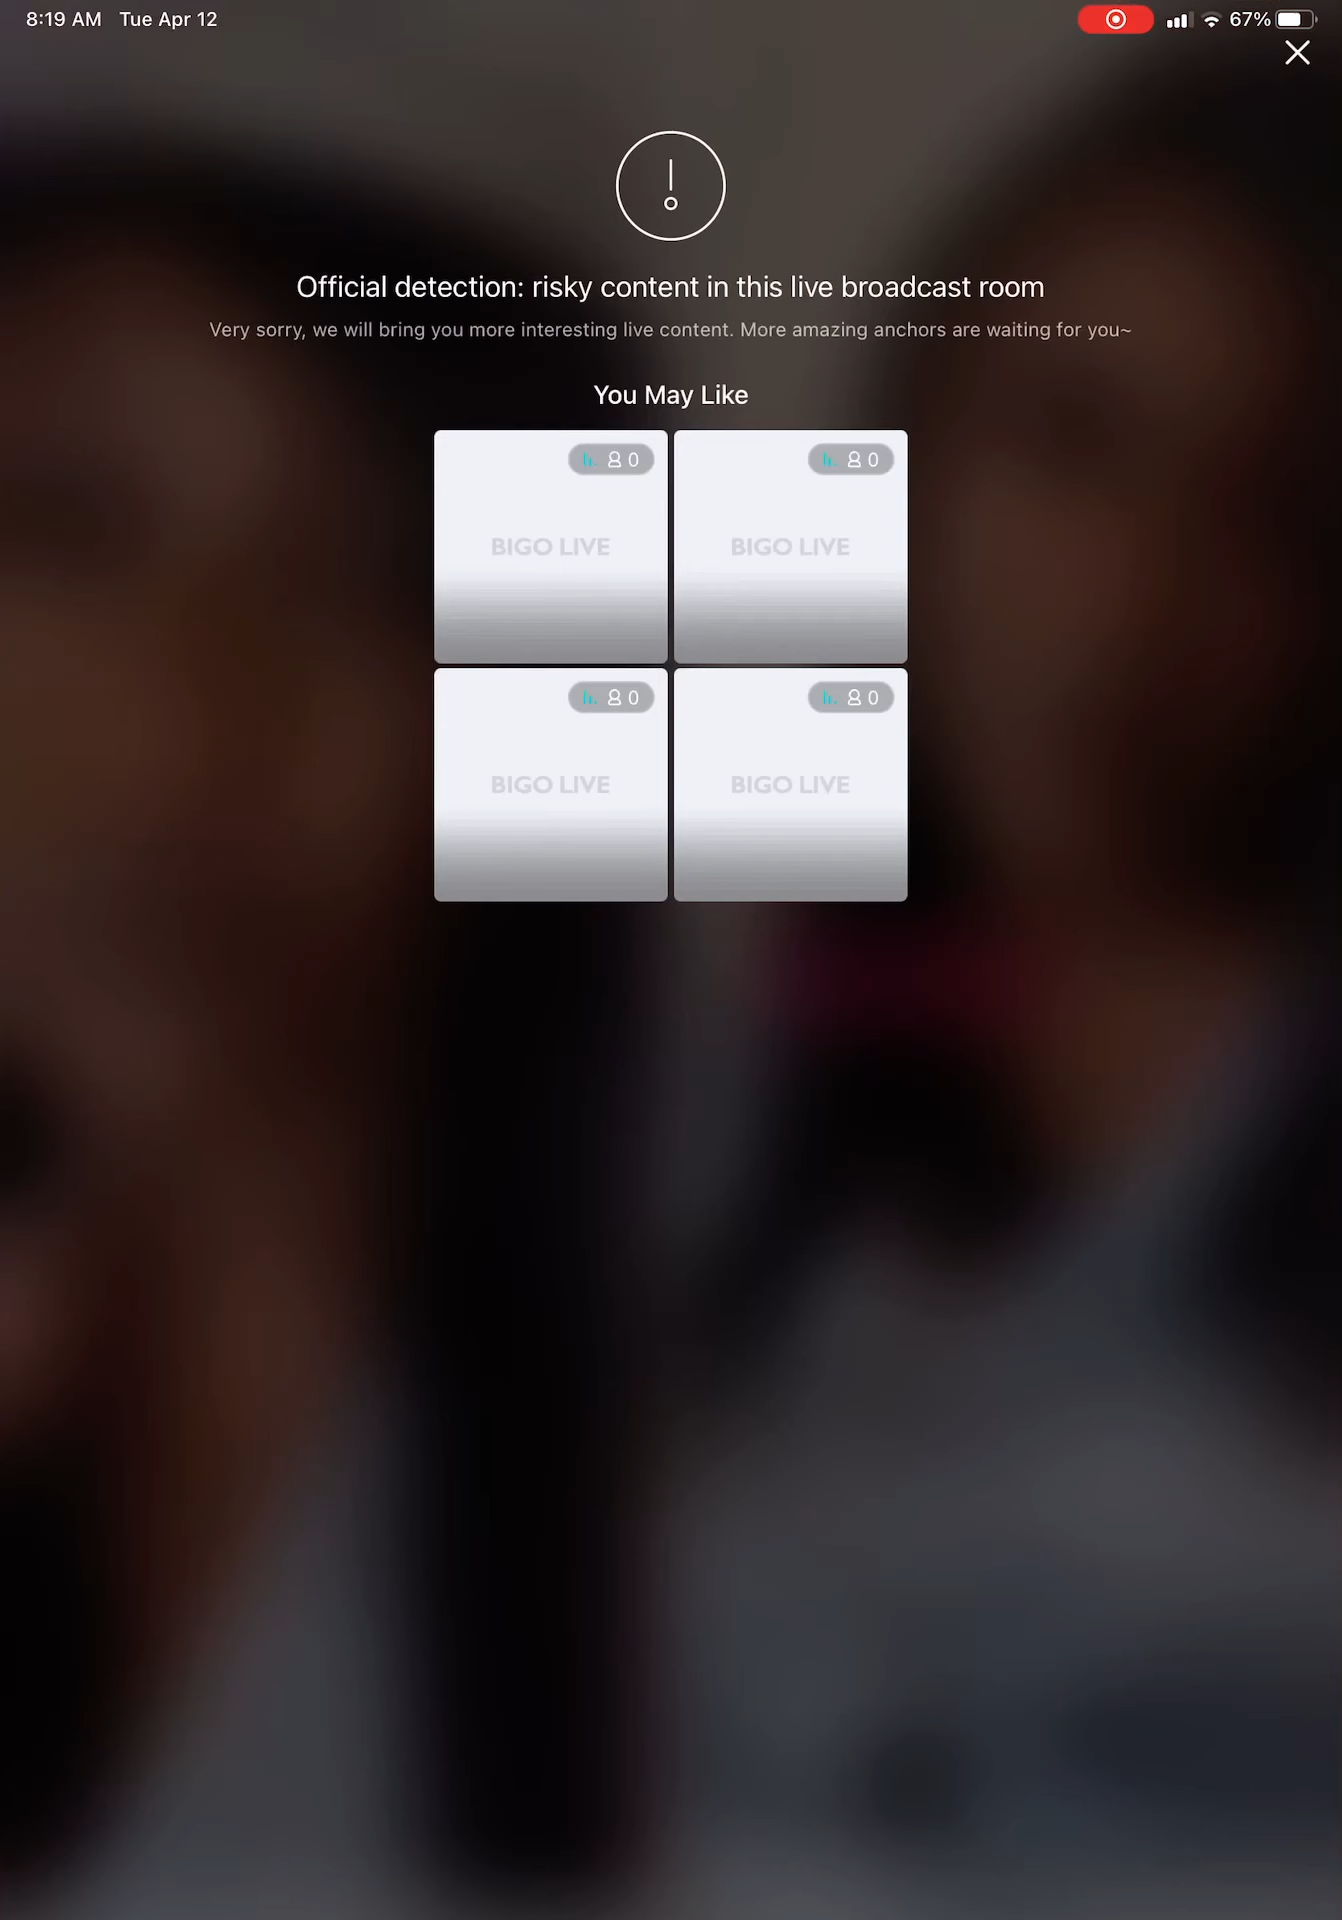 8:19 AM Tue Apr 12
67%
Official detection: risky content in this live broadcast room
Very sorry, we will bring you more interesting live content. More amazing anchors are waiting for you~
You May Like
0
0
BIGO LIVE
BIGO LIVE
0
0
BIGO LIVE
BIGO LIVE